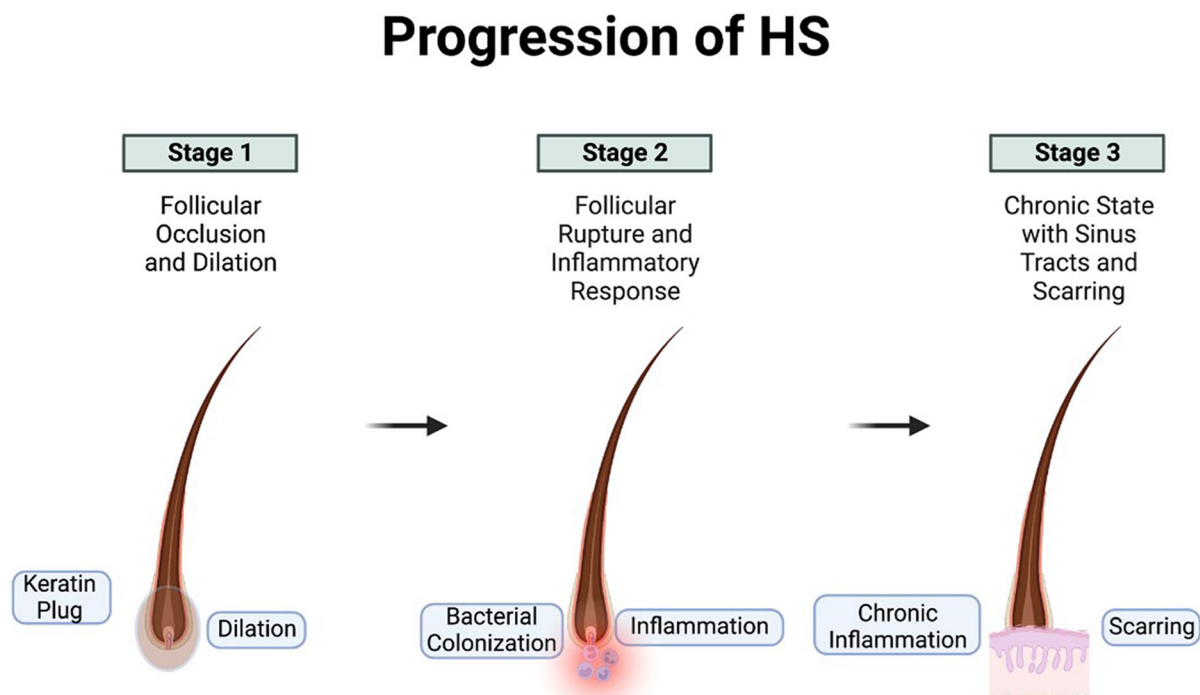 Progression of HS
Stage 1
Follicular
Occlusion
and Dilation
Keratin
Plug
Dilation
Stage 2
Follicular
Rupture and
Inflammatory
Response
Bacterial
Colonization
Inflammation
Stage 3
Chronic State
with Sinus
Tracts and
Scarring
Chronic
Inflammation
Scarring